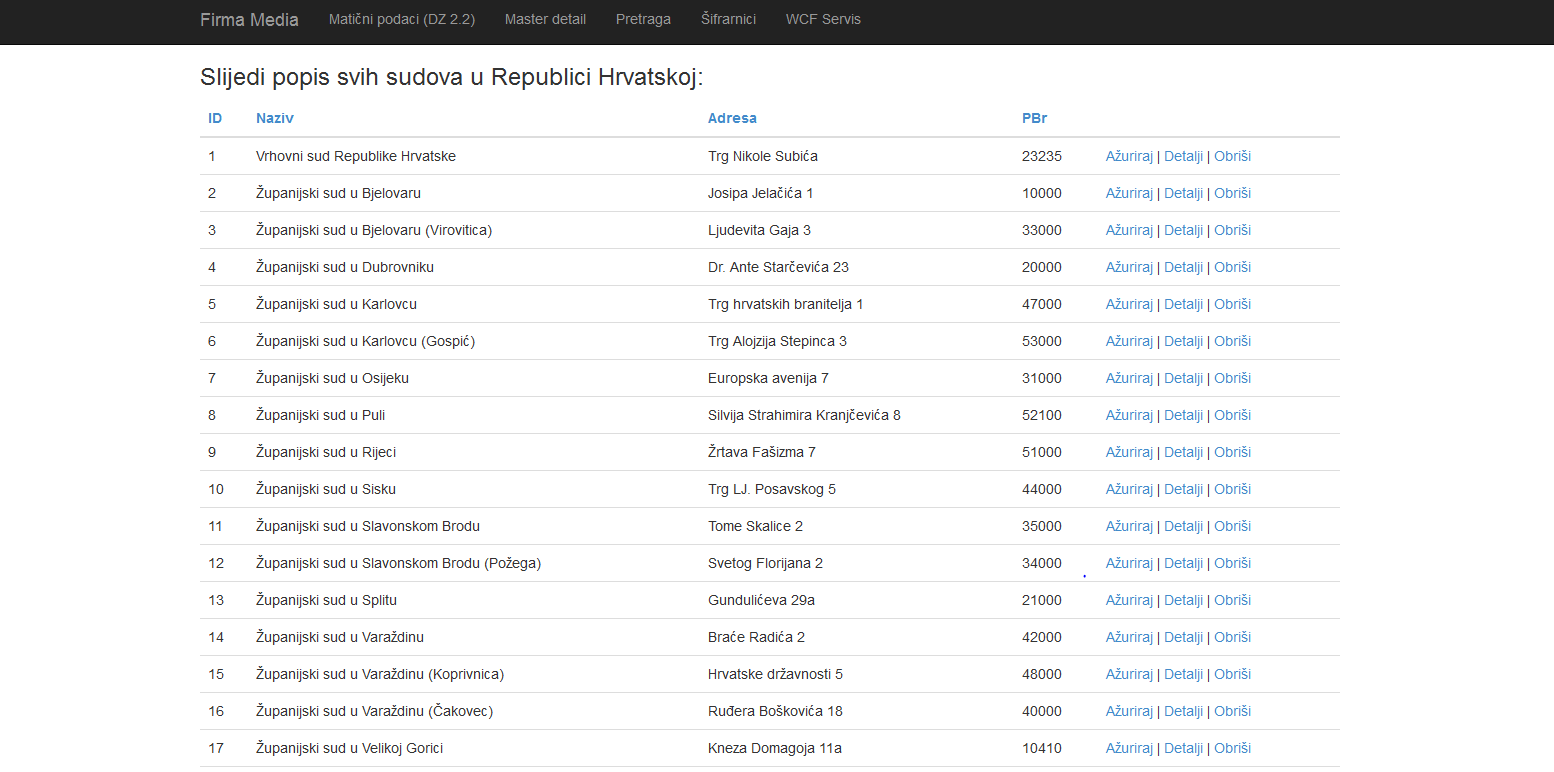 Firma Media Matični podaci (DZ 2.2) Master detail Pretraga Šifrarnici WCF Servis
Slijedi popis svih sudova u Republici Hrvatskoj:
ID Naziv Adresa PBr
1 Vrhovni sud Republike Hrvatske Trg Nikole Subića 23235 Ažuriraj | Detalji | Obriši
2 Županijski sud u Bjelovaru Josipa Jelačića 1 10000 Ažuriraj | Detalji | Obriši
3 Županijski sud u Bjelovaru (Virovitica) Ljudevita Gaja 3 33000 Ažuriraj | Detalji | Obriši
4 Županijski sud u Dubrovniku Dr. Ante Starčevića 23 20000 Ažuriraj | Detalji | Obriši
5 Županijski sud u Karlovcu Trg hrvatskih branitelja 1 47000 Ažuriraj | Detalji | Obriši
6 Županijski sud u Karlovcu (Gospić) Trg Alojzija Stepinca 3 53000 Ažuriraj | Detalji | Obriši
7 Županijski sud u Osijeku Europska avenija 7 31000 Ažuriraj | Detalji | Obriši
8 Županijski sud u Puli Silvija Strahimira Kranjčevića 8 52100 Ažuriraj | Detalji | Obriši
9 Županijski sud u Rijeci Žrtava Fašizma 7 51000 Ažuriraj | Detalji | Obriši
10 Županijski sud u Sisku Trg LJ. Posavskog 5 44000 Ažuriraj | Detalji | Obriši
11 Županijski sud u Slavonskom Brodu Tome Skalice 2 35000 Ažuriraj | Detalji | Obriši
12 Županijski sud u Slavonskom Brodu (Požega) Svetog Florijana 2 34000 Ažuriraj | Detalji | Obriši
13 Županijski sud u Splitu Gundulićeva 29a 21000 Ažuriraj | Detalji | Obriši
14 Županijski sud u Varaždinu Braće Radića 2 42000 Ažuriraj | Detalji | Obriši
15 Županijski sud u Varaždinu (Koprivnica) Hrvatske državnosti 5 48000 Ažuriraj | Detalji | Obriši
16 Županijski sud u Varaždinu (Čakovec) Ruđera Boškovića 18 40000 Ažuriraj | Detalji | Obriši
17 Županijski sud u Velikoj Gorici Kneza Domagoja 11a 10410 Ažuriraj | Detalji | Obriši